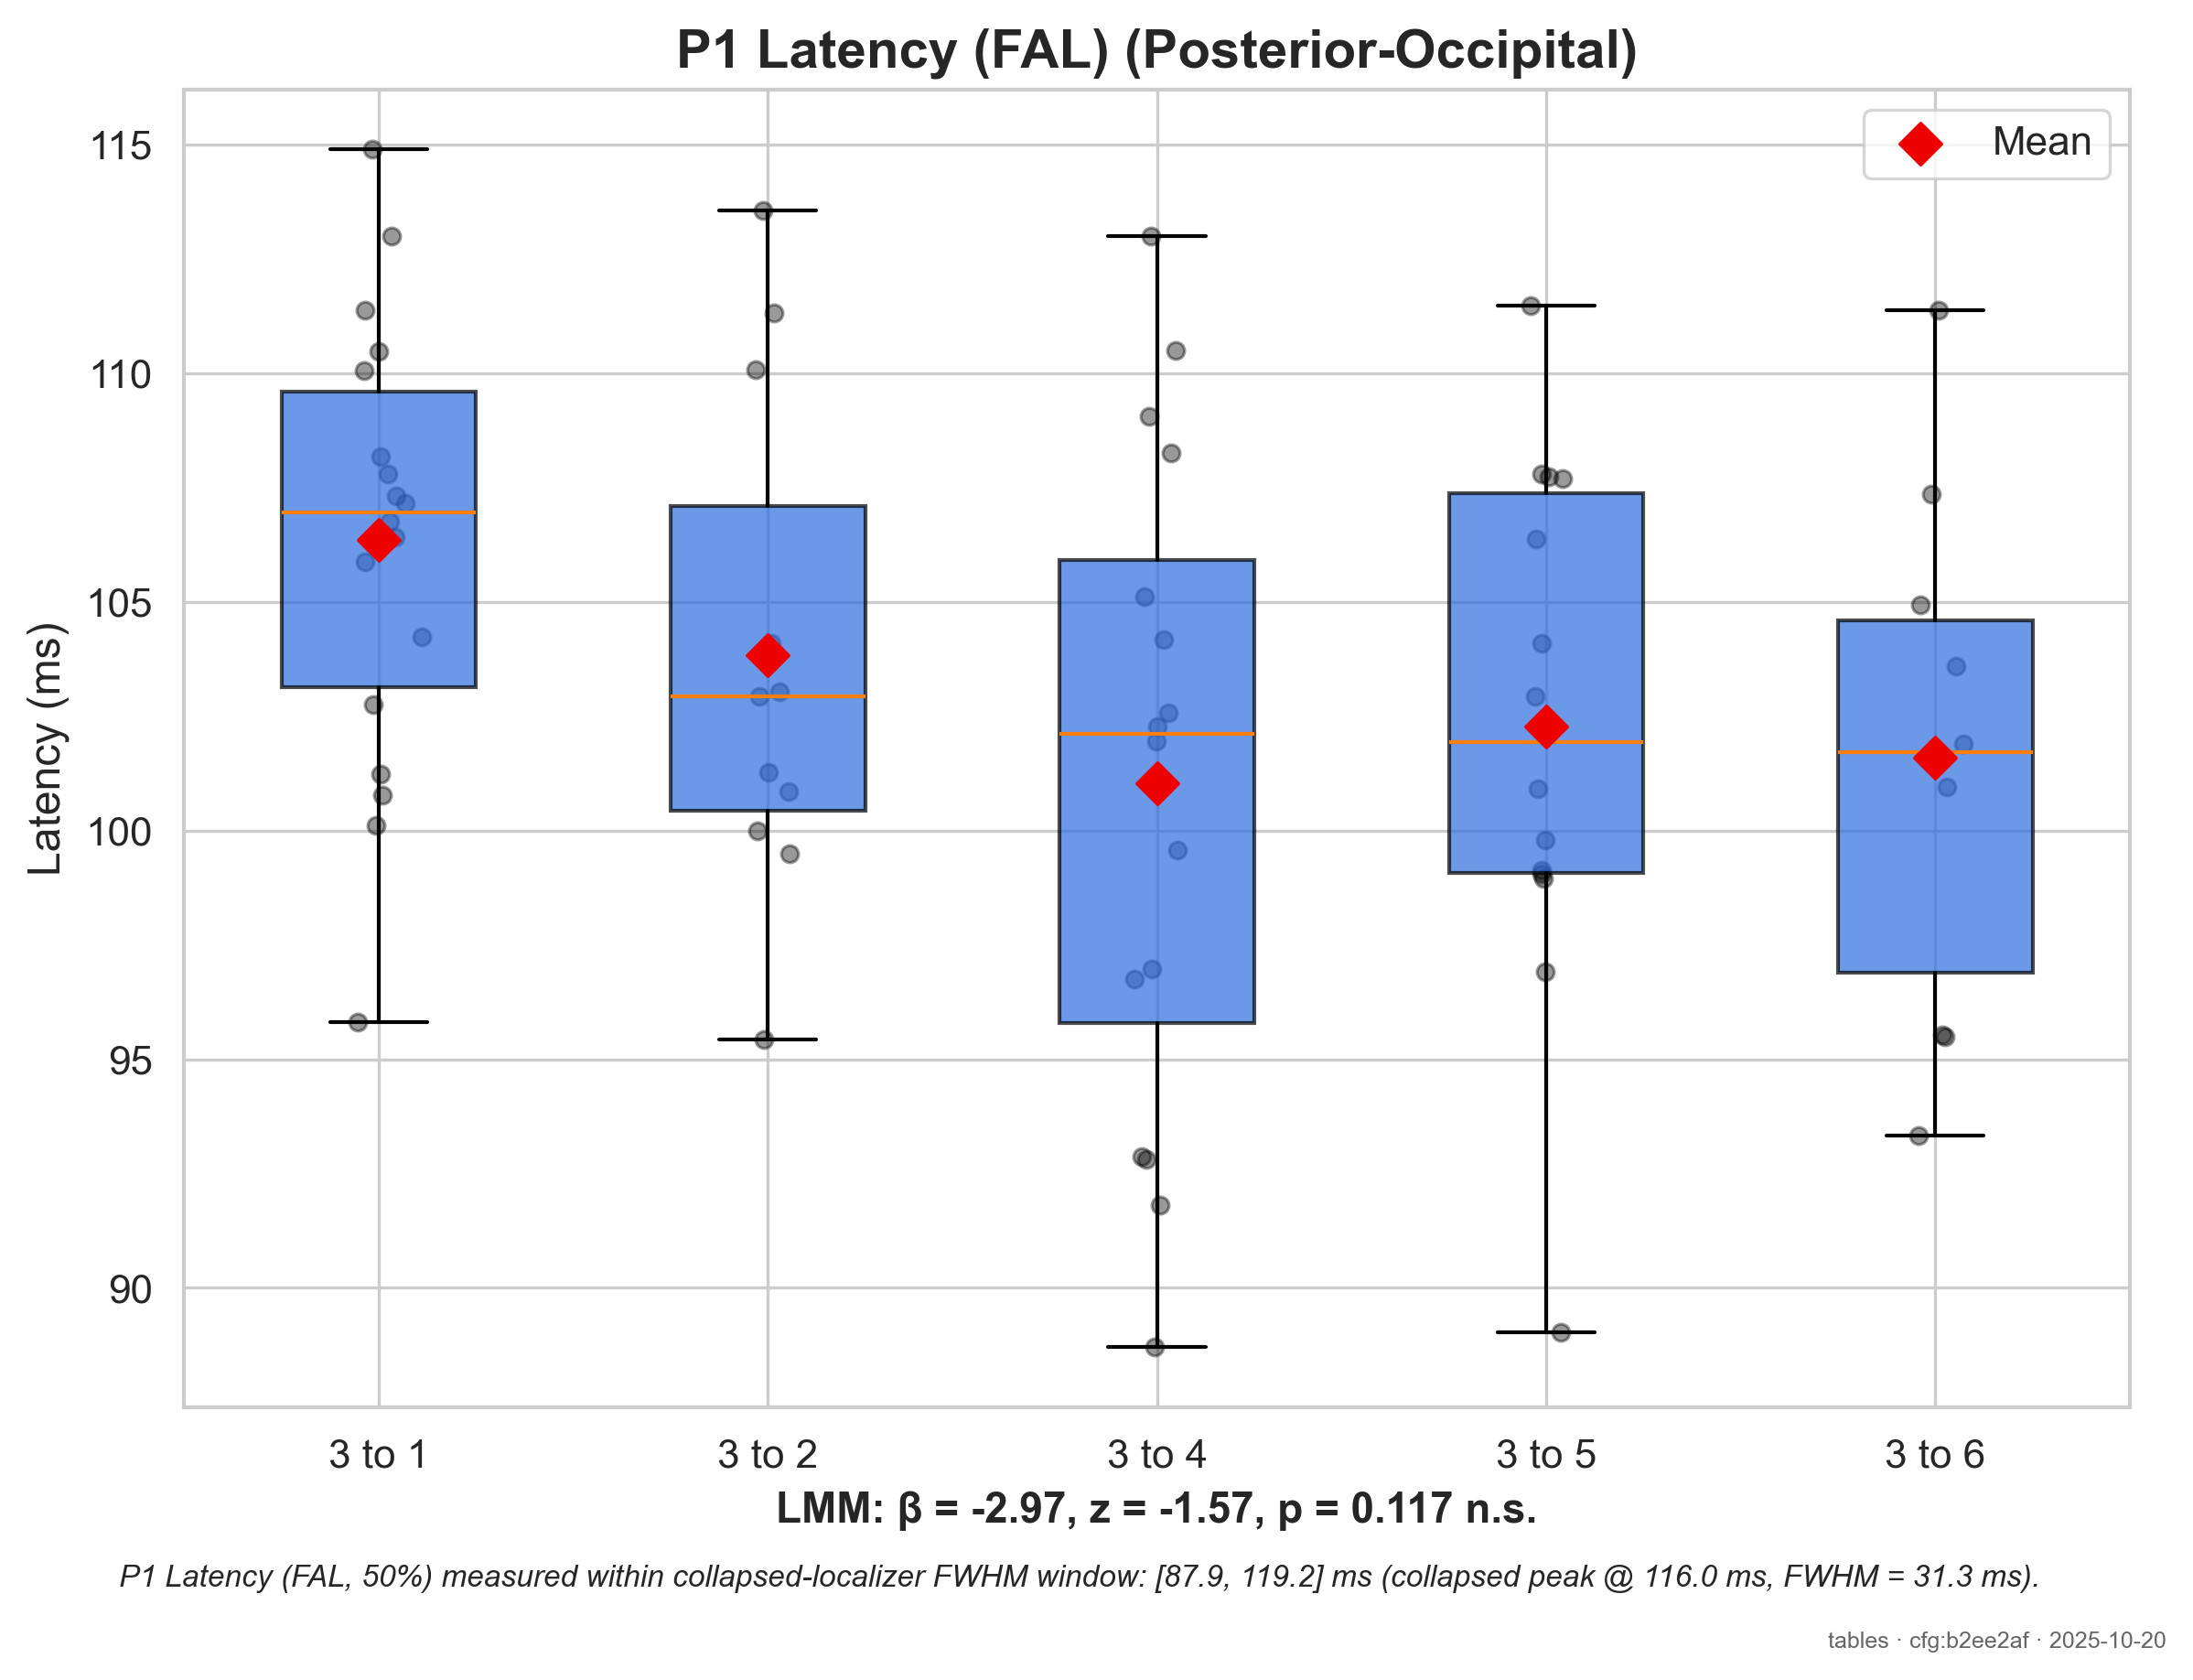 P1 Latency (FAL) (Posterior-Occipital)
Mean
Latency (ms)
115
110
105
100
95
90
3 to 1
3 to 2
3 to 4
3 to 5
3 to 6
LMM: β = -2.97, z = -1.57, p = 0.117 n.s.
P1 Latency (FAL, 50%) measured within collapsed-localizer FWHM window: [87.9, 119.2] ms (collapsed peak @ 116.0 ms, FWHM = 31.3 ms).
tables · cfg:b2ee2af · 2025-10-20